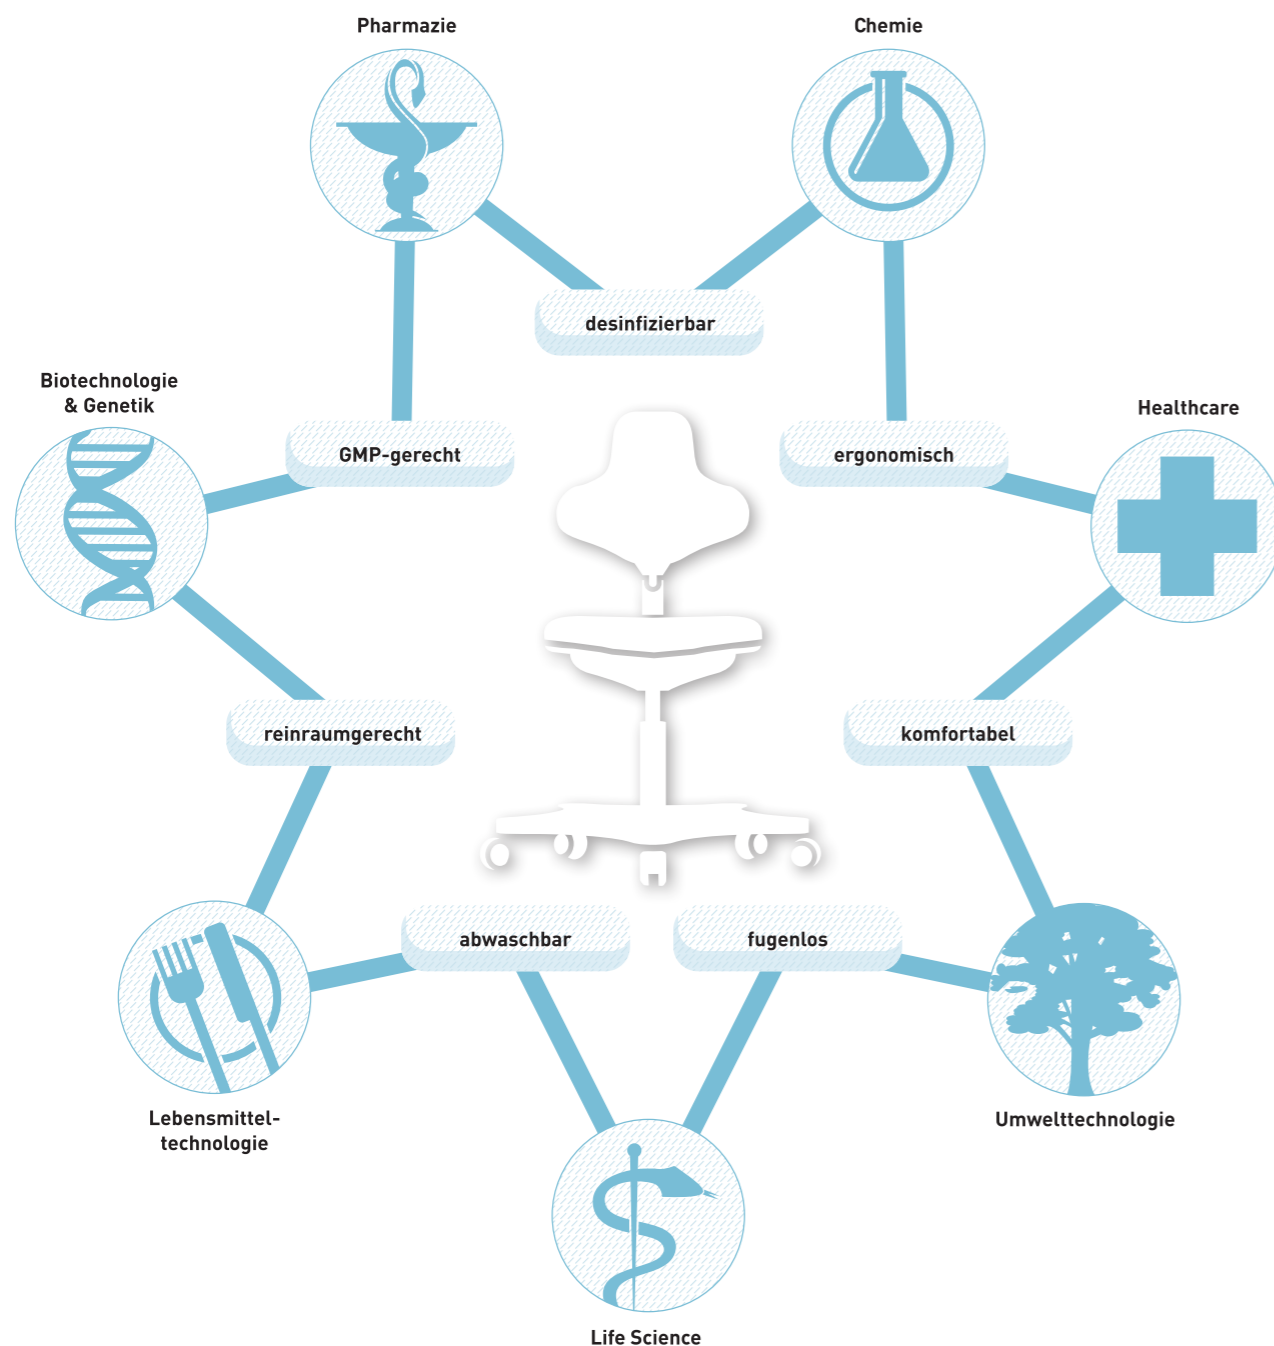 Pharmazie
Chemie
desinfizierbar
Biotechnologie
& Genetik
Healthcare
GMP-gerecht
ergonomisch
reinraumgerecht
komfortabel
abwaschbar
fugenlos
Lebensmittel-
technologie
Umwelttechnologie
Life Science